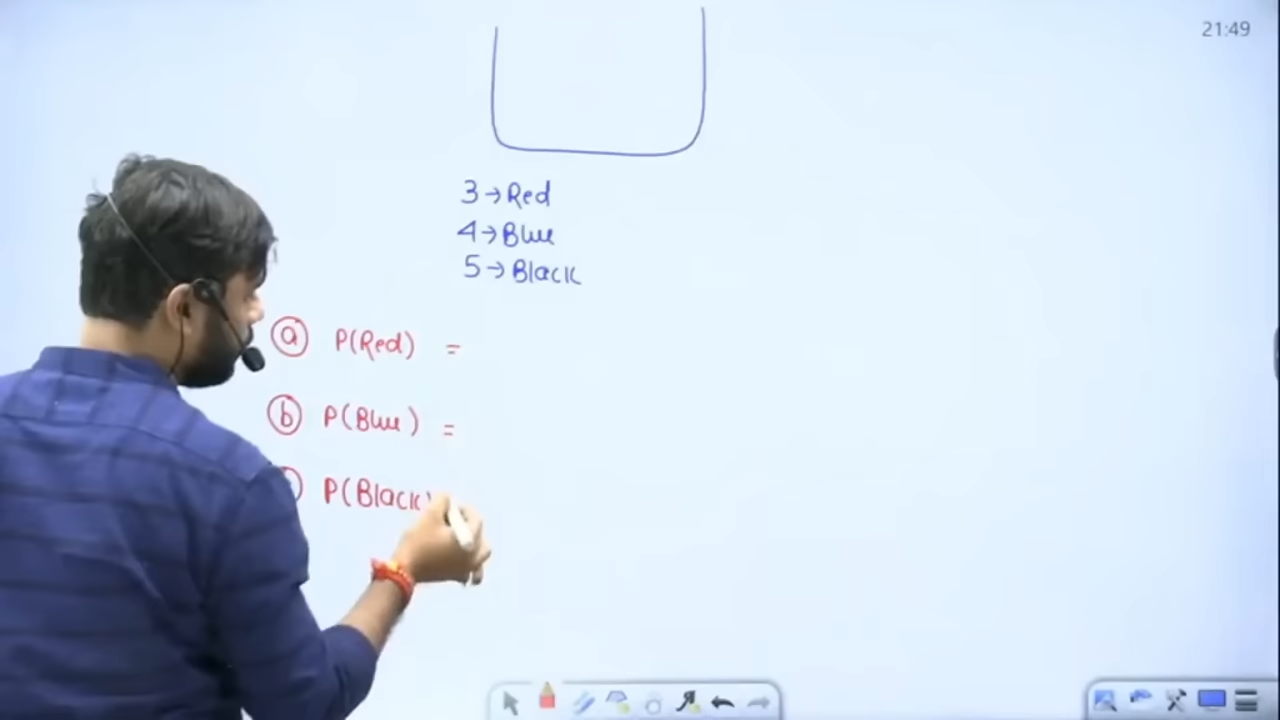 21:49
3→Red
4→Blue
5→Black
ⓐ P(Red) =
ⓑ P(Blue) =
P(Black)